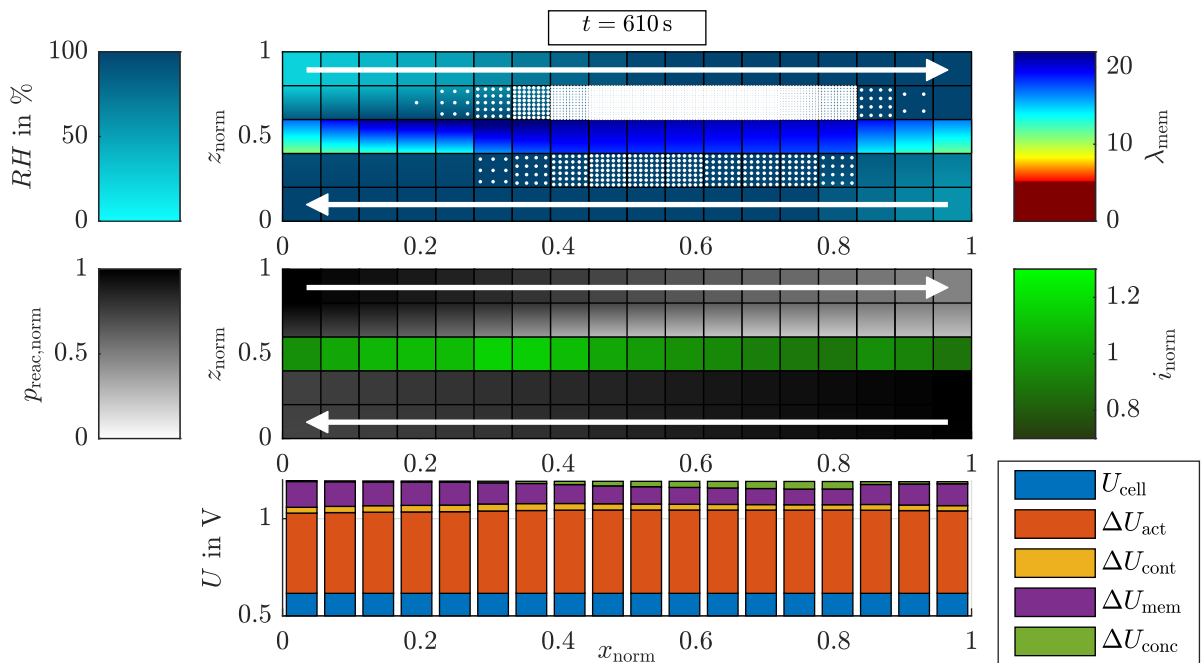 t = 610 s
100
50
0
RH in %
1
0.5
0
z_norm
0
0.2
0.4
0.6
0.8
1
20
10
0
λ_mem
1
0.5
0
p_reac,norm
1
0.5
0
z_norm
0
0.2
0.4
0.6
0.8
1
1.2
1
0.8
i_norm
1
0.5
U in V
0
0.2
0.4
0.6
0.8
1
x_norm
U_cell
ΔU_act
ΔU_cont
ΔU_mem
ΔU_conc